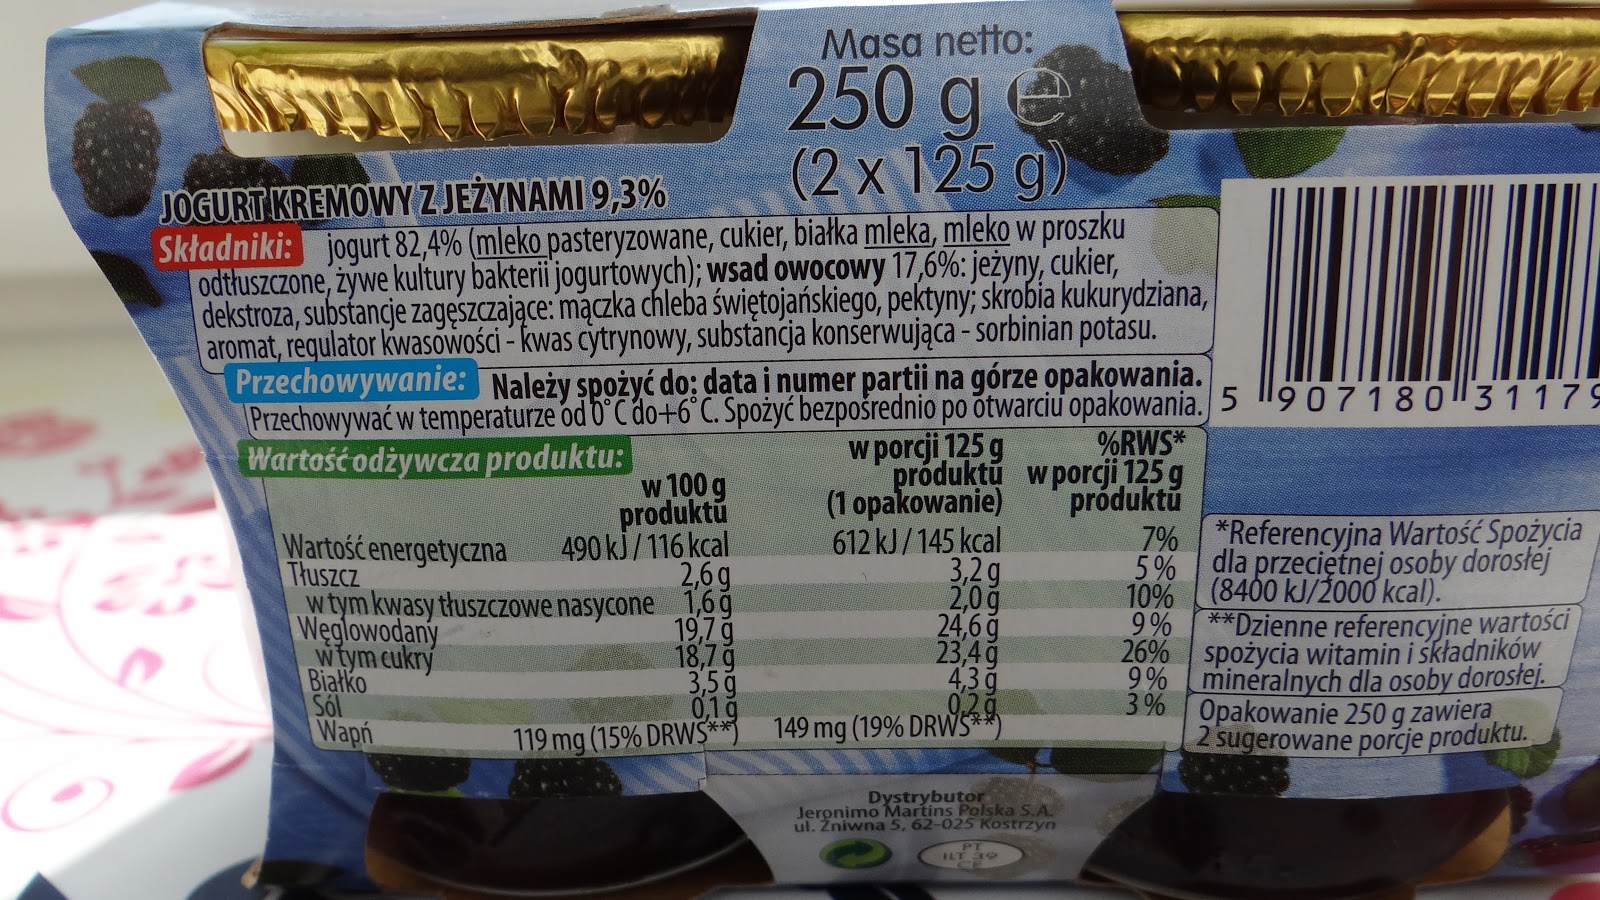 Masa netto:
250 g e
(2 x 125 g)
JOGURT KREMOWY Z JEŻYNAMI 9,3%
Składniki: jogurt 82,4% (mleko pasteryzowane, cukier, białka mleka, mleko w proszku
odtłuszczone, żywe kultury bakterii jogurtowych); wsad owocowy 17,6%: jeżyny, cukier,
dekstroza, substancje zagęszczające: mączka chleba świętojańskiego, pektyny; skrobia kukurydziana,
aromat, regulator kwasowości - kwas cytrynowy, substancja konserwująca - sorbinian potasu.
Przechowywanie: Należy spożyć do: data i numer partii na górze opakowania.
Przechowywać w temperaturze od 0°C do+6°C. Spożyć bezpośrednio po otwarciu opakowania.
5 907180 31179
Wartość odżywcza produktu:
w 100 g
produktu
w porcji 125 g
produktu
(1 opakowanie)
%RWS*
w porcji 125 g
produktu
Wartość energetyczna 490 kJ / 116 kcal 612 kJ / 145 kcal 7%
Tłuszcz 2,6 g 3,2 g 5 %
w tym kwasy tłuszczowe nasycone 1,6 g 2,0 g 10%
Węglowodany 19,7 g 24,6 g 9 %
w tym cukry 18,7 g 23,4 g 26%
Białko 3,5 g 4,3 g 9 %
Sól 0,1 g 0,2 g 3 %
Wapń 119 mg (15% DRWS**) 149 mg (19% DRWS**)
*Referencyjna Wartość Spożycia
dla przeciętnej osoby dorosłej
(8400 kJ/2000 kcal).
**Dzienne referencyjne wartości
spożycia witamin i składników
mineralnych dla osoby dorosłej.
Opakowanie 250 g zawiera
2 sugerowane porcje produktu.
Dystrybutor
Jeronimo Martins Polska S.A.
ul. Żniwna 5, 62-025 Kostrzyn
PT
ILT 39
CE